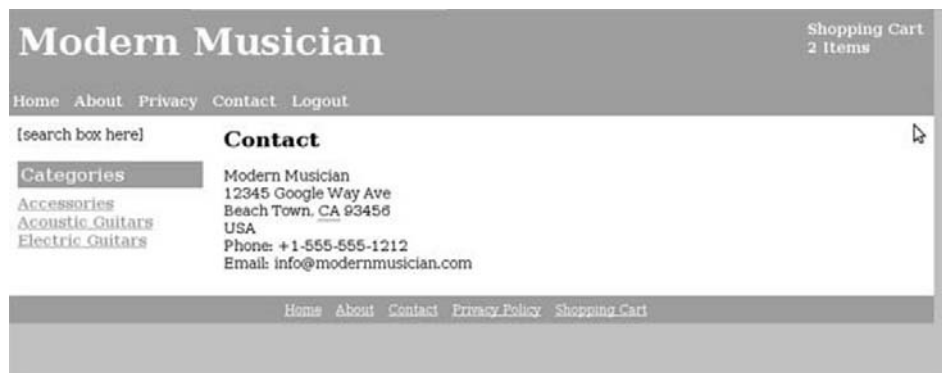 Modern Musician
Shopping Cart
2 Items
Home About Privacy Contact Logout
[search box here]
Categories
Accessories
Acoustic Guitars
Electric Guitars
Contact
Modern Musician
12345 Google Way Ave
Beach Town, CA 93456
USA
Phone: +1-555-555-1212
Email: info@modernmusician.com
Home About Contact Privacy Policy Shopping Cart